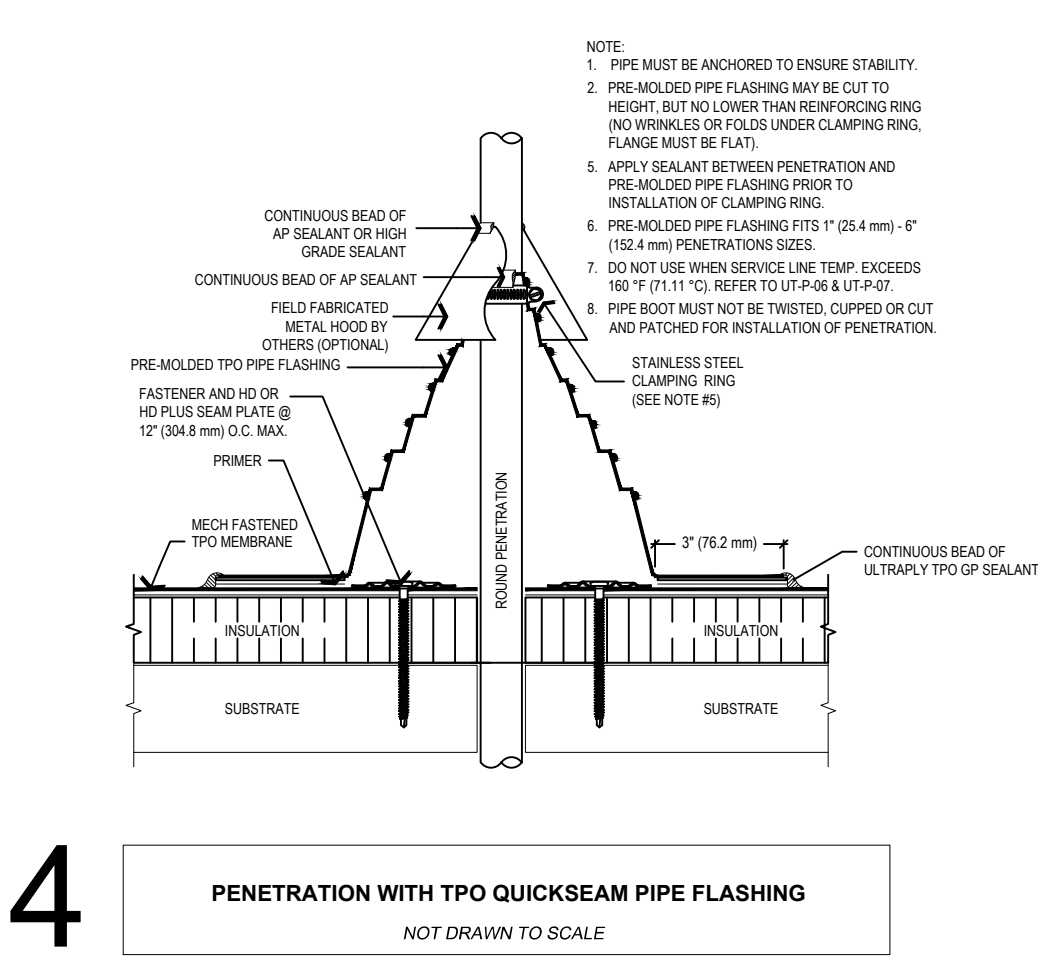 NOTE:
1. PIPE MUST BE ANCHORED TO ENSURE STABILITY.
2. PRE-MOLDED PIPE FLASHING MAY BE CUT TO
HEIGHT, BUT NO LOWER THAN REINFORCING RING
(NO WRINKLES OR FOLDS UNDER CLAMPING RING,
FLANGE MUST BE FLAT).
5. APPLY SEALANT BETWEEN PENETRATION AND
PRE-MOLDED PIPE FLASHING PRIOR TO
INSTALLATION OF CLAMPING RING.
6. PRE-MOLDED PIPE FLASHING FITS 1" (25.4 mm) - 6"
(152.4 mm) PENETRATIONS SIZES.
7. DO NOT USE WHEN SERVICE LINE TEMP. EXCEEDS
160 °F (71.11 °C). REFER TO UT-P-06 & UT-P-07.
8. PIPE BOOT MUST NOT BE TWISTED, CUPPED OR CUT
AND PATCHED FOR INSTALLATION OF PENETRATION.
CONTINUOUS BEAD OF
AP SEALANT OR HIGH
GRADE SEALANT
CONTINUOUS BEAD OF AP SEALANT
FIELD FABRICATED
METAL HOOD BY
OTHERS (OPTIONAL)
PRE-MOLDED TPO PIPE FLASHING
FASTENER AND HD OR
HD PLUS SEAM PLATE @
12" (304.8 mm) O.C. MAX.
PRIMER
MECH FASTENED
TPO MEMBRANE
STAINLESS STEEL
CLAMPING RING
(SEE NOTE #5)
ROUND PENETRATION
3" (76.2 mm)
CONTINUOUS BEAD OF
ULTRAPLY TPO GP SEALANT
INSULATION
INSULATION
SUBSTRATE
SUBSTRATE
4
PENETRATION WITH TPO QUICKSEAM PIPE FLASHING
NOT DRAWN TO SCALE